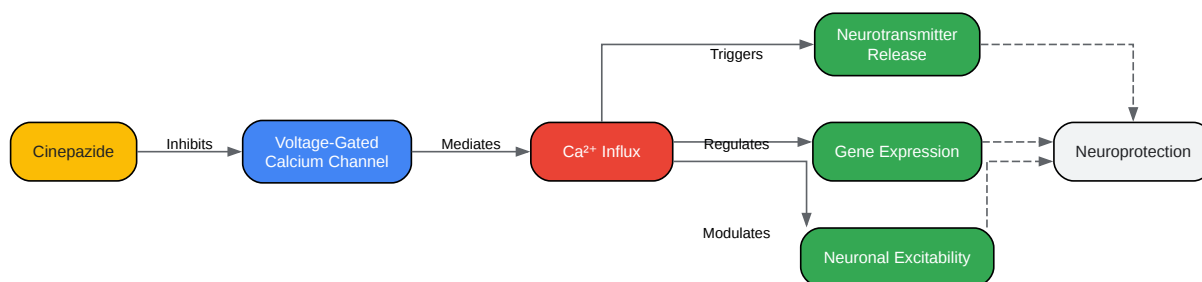 Cinepazide
Inhibits
Voltage-Gated
Calcium Channel
Mediates
Ca²⁺ Influx
Triggers
Neurotransmitter
Release
Regulates
Gene Expression
Modulates
Neuronal Excitability
Neuroprotection